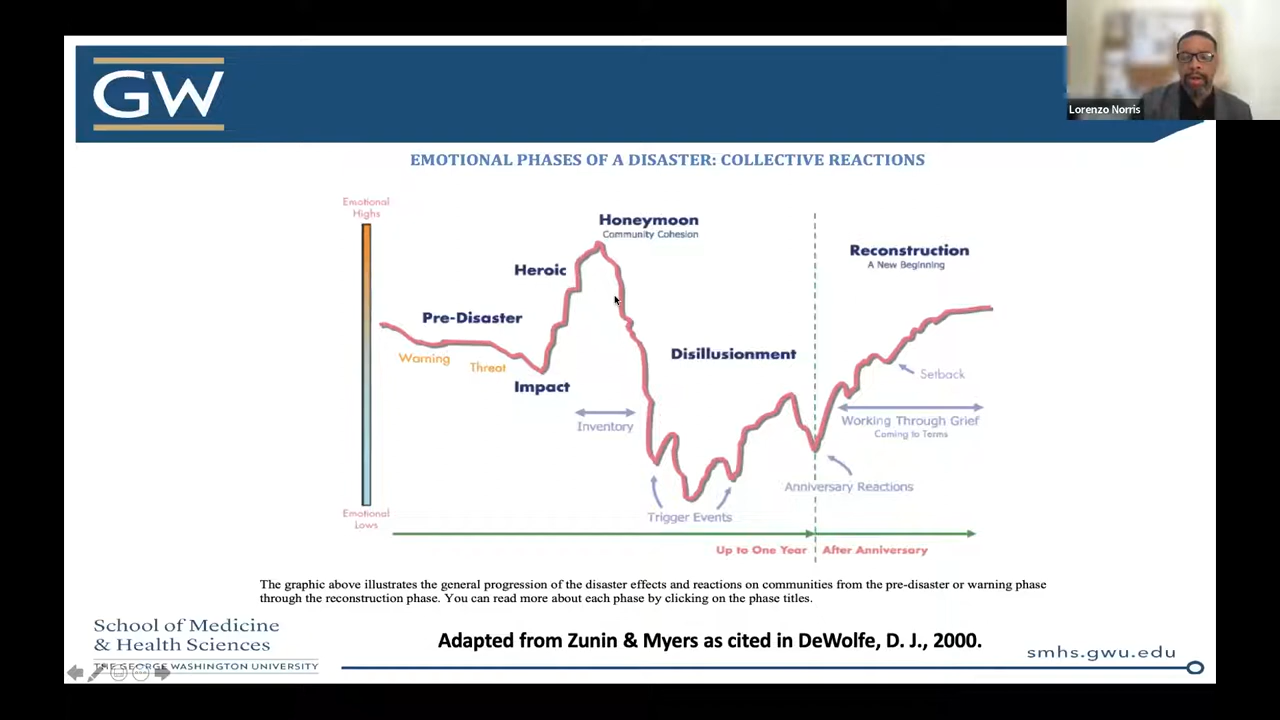 GW
Lorenzo Norris
EMOTIONAL PHASES OF A DISASTER: COLLECTIVE REACTIONS
Emotional
Highs
Honeymoon
Community Cohesion
Reconstruction
A New Beginning
Heroic
Pre-Disaster
Warning
Threat
Disillusionment
Impact
Setback
Inventory
Working Through Grief
Coming to Terms
Anniversary Reactions
Trigger Events
Emotional
Lows
Up to One Year
After Anniversary
The graphic above illustrates the general progression of the disaster effects and reactions on communities from the pre-disaster or warning phase
through the reconstruction phase. You can read more about each phase by clicking on the phase titles.
School of Medicine
& Health Sciences
THE GEORGE WASHINGTON UNIVERSITY
Adapted from Zunin & Myers as cited in DeWolfe, D. J., 2000.
smhs.gwu.edu